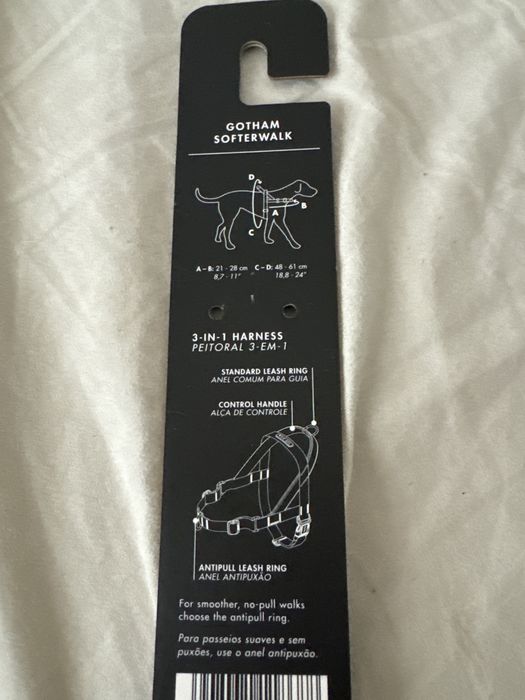 GOTHAM
SOFTERWALK
D
B
A
C
A – B: 21 - 28 cm C – D: 48 - 61 cm
8,7 - 11” 18,8 - 24”
3-IN-1 HARNESS
PEITORAL 3-EM-1
STANDARD LEASH RING
ANEL COMUM PARA GUIA
CONTROL HANDLE
ALÇA DE CONTROLE
ANTIPULL LEASH RING
ANEL ANTIPUXÃO
For smoother, no-pull walks
choose the antipull ring.
Para passeios suaves e sem
puxões, use o anel antipuxão.